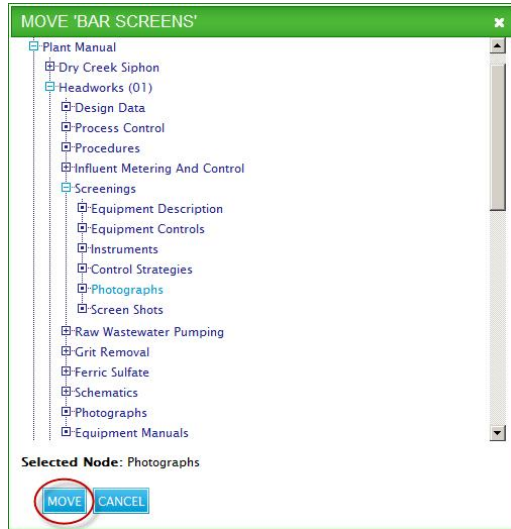 MOVE 'BAR SCREENS'
Plant Manual
Dry Creek Siphon
Headworks (01)
Design Data
Process Control
Procedures
Influent Metering And Control
Screenings
Equipment Description
Equipment Controls
Instruments
Control Strategies
Photographs
Screen Shots
Raw Wastewater Pumping
Grit Removal
Ferric Sulfate
Schematics
Photographs
Equipment Manuals
Selected Node: Photographs
MOVE CANCEL